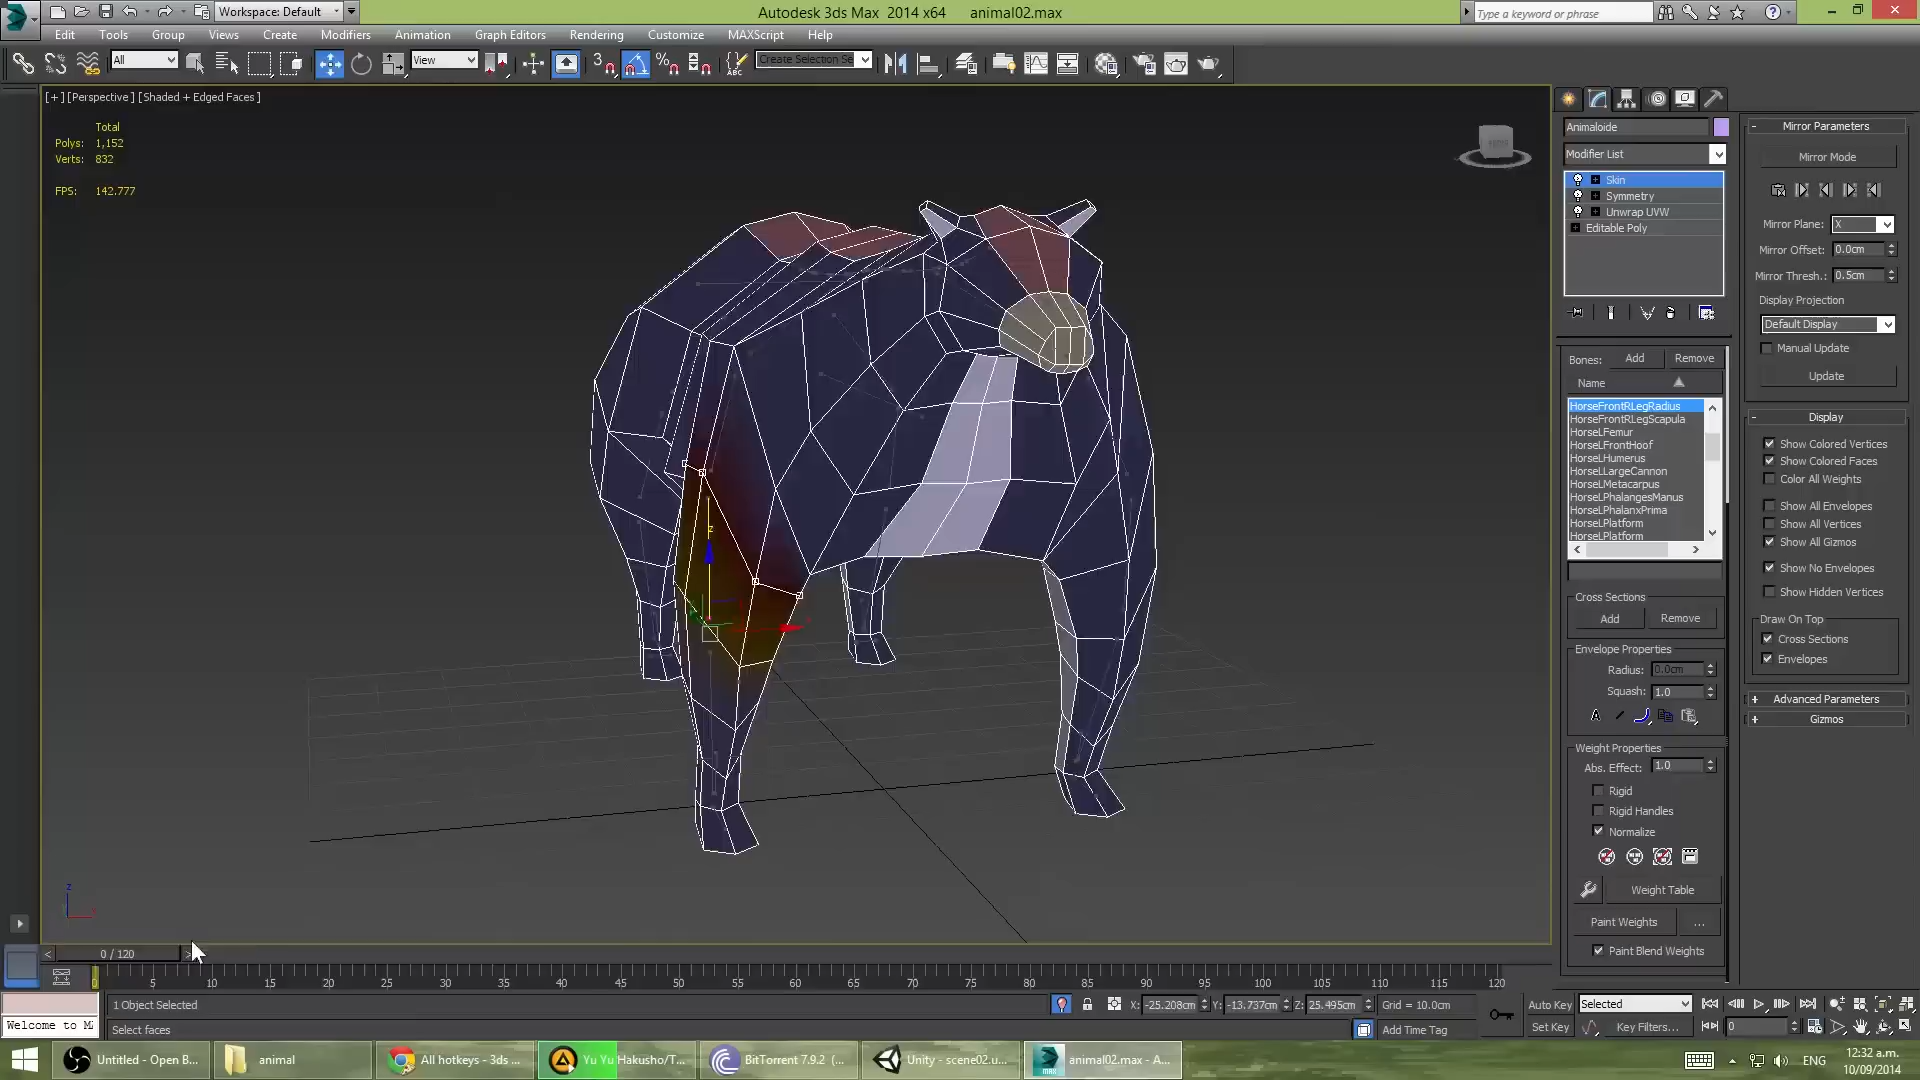 Workspace: Default
Autodesk 3ds Max 2014 x64 animal02.max
Type a keyword or phrase
Edit Tools Group Views Create Modifiers Animation Graph Editors Rendering Customize MAXScript Help
All
View
Create Selection Se
[+] [Perspective] [Shaded + Edged Faces]
Total
Polys: 1,152
Verts: 832
FPS: 142.777
z
Animaloide
Modifier List
Skin
Symmetry
Unwrap UVW
Editable Poly
Bones: Add Remove
Name
HorseFrontRLegRadius
HorseFrontRLegScapula
HorseLFemur
HorseLFrontHoof
HorseLHumerus
HorseLLargeCannon
HorseLMetacarpus
HorseLPhalangesManus
HorseLPhalanxPrima
HorseLPlatform
HorseLPlatform
Cross Sections
Add Remove
Envelope Properties
Radius: 0.0cm
Squash: 1.0
Weight Properties
Abs. Effect: 1.0
Rigid
Rigid Handles
Normalize
Weight Table
Paint Weights ...
Paint Blend Weights
Mirror Parameters
Mirror Mode
Mirror Plane: X
Mirror Offset: 0.0cm
Mirror Thresh.: 0.5cm
Display Projection
Default Display
Manual Update
Update
Display
Show Colored Vertices
Show Colored Faces
Color All Weights
Show All Envelopes
Show All Vertices
Show All Gizmos
Show No Envelopes
Show Hidden Vertices
Draw On Top
Cross Sections
Envelopes
Advanced Parameters
Gizmos
z
0 / 120
0 5 10 15 20 25 30 35 40 45 50 55 60 65 70 75 80 85 90 95 100 105 110 115 120
1 Object Selected
X: -25.208cm Y: -13.737cm Z: 25.495cm Grid = 10.0cm
Auto Key Selected
Welcome to M
Select faces
Add Time Tag
Set Key Key Filters... 0
Untitled - Open B...
animal
All hotkeys - 3ds ...
Yu Yu Hakusho/T...
BitTorrent 7.9.2 (...
Unity - scene02.u...
animal02.max - A...
ENG
12:32 a.m.
10/09/2014